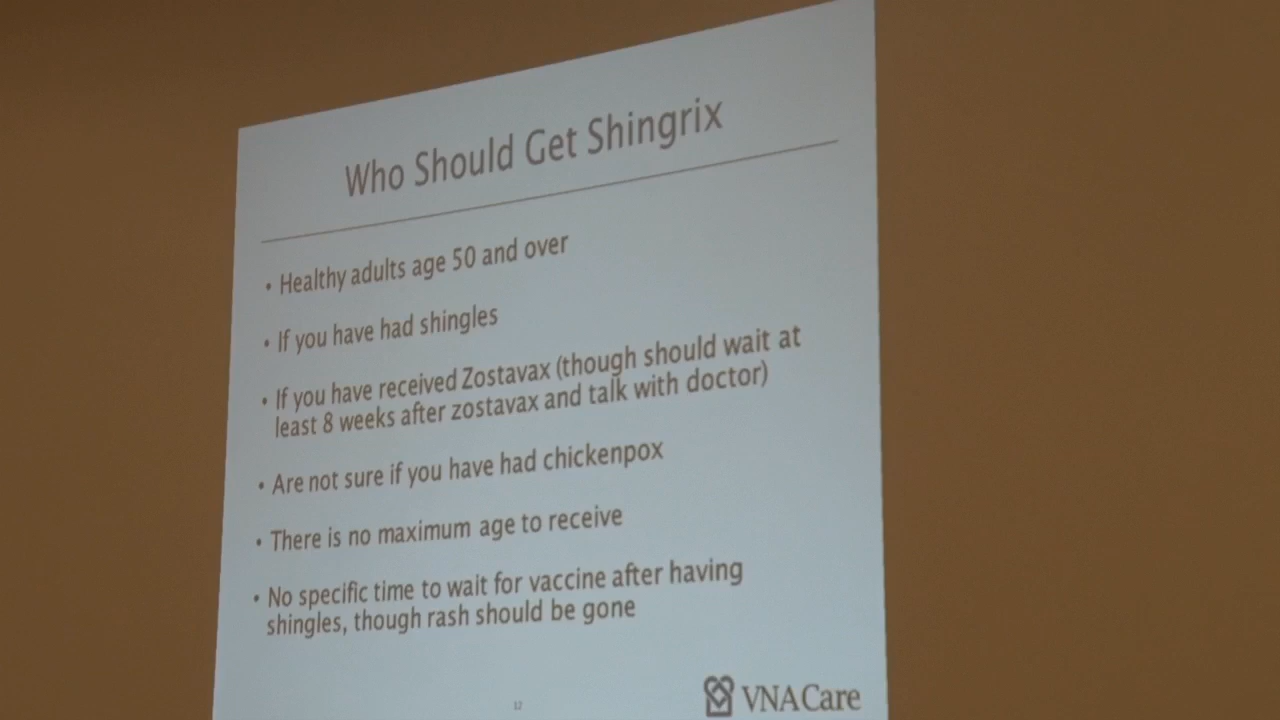 Who Should Get Shingrix
• Healthy adults age 50 and over
• If you have had shingles
• If you have received Zostavax (though should wait at
least 8 weeks after zostavax and talk with doctor)
• Are not sure if you have had chickenpox
• There is no maximum age to receive
• No specific time to wait for vaccine after having
shingles, though rash should be gone
17
VNACare